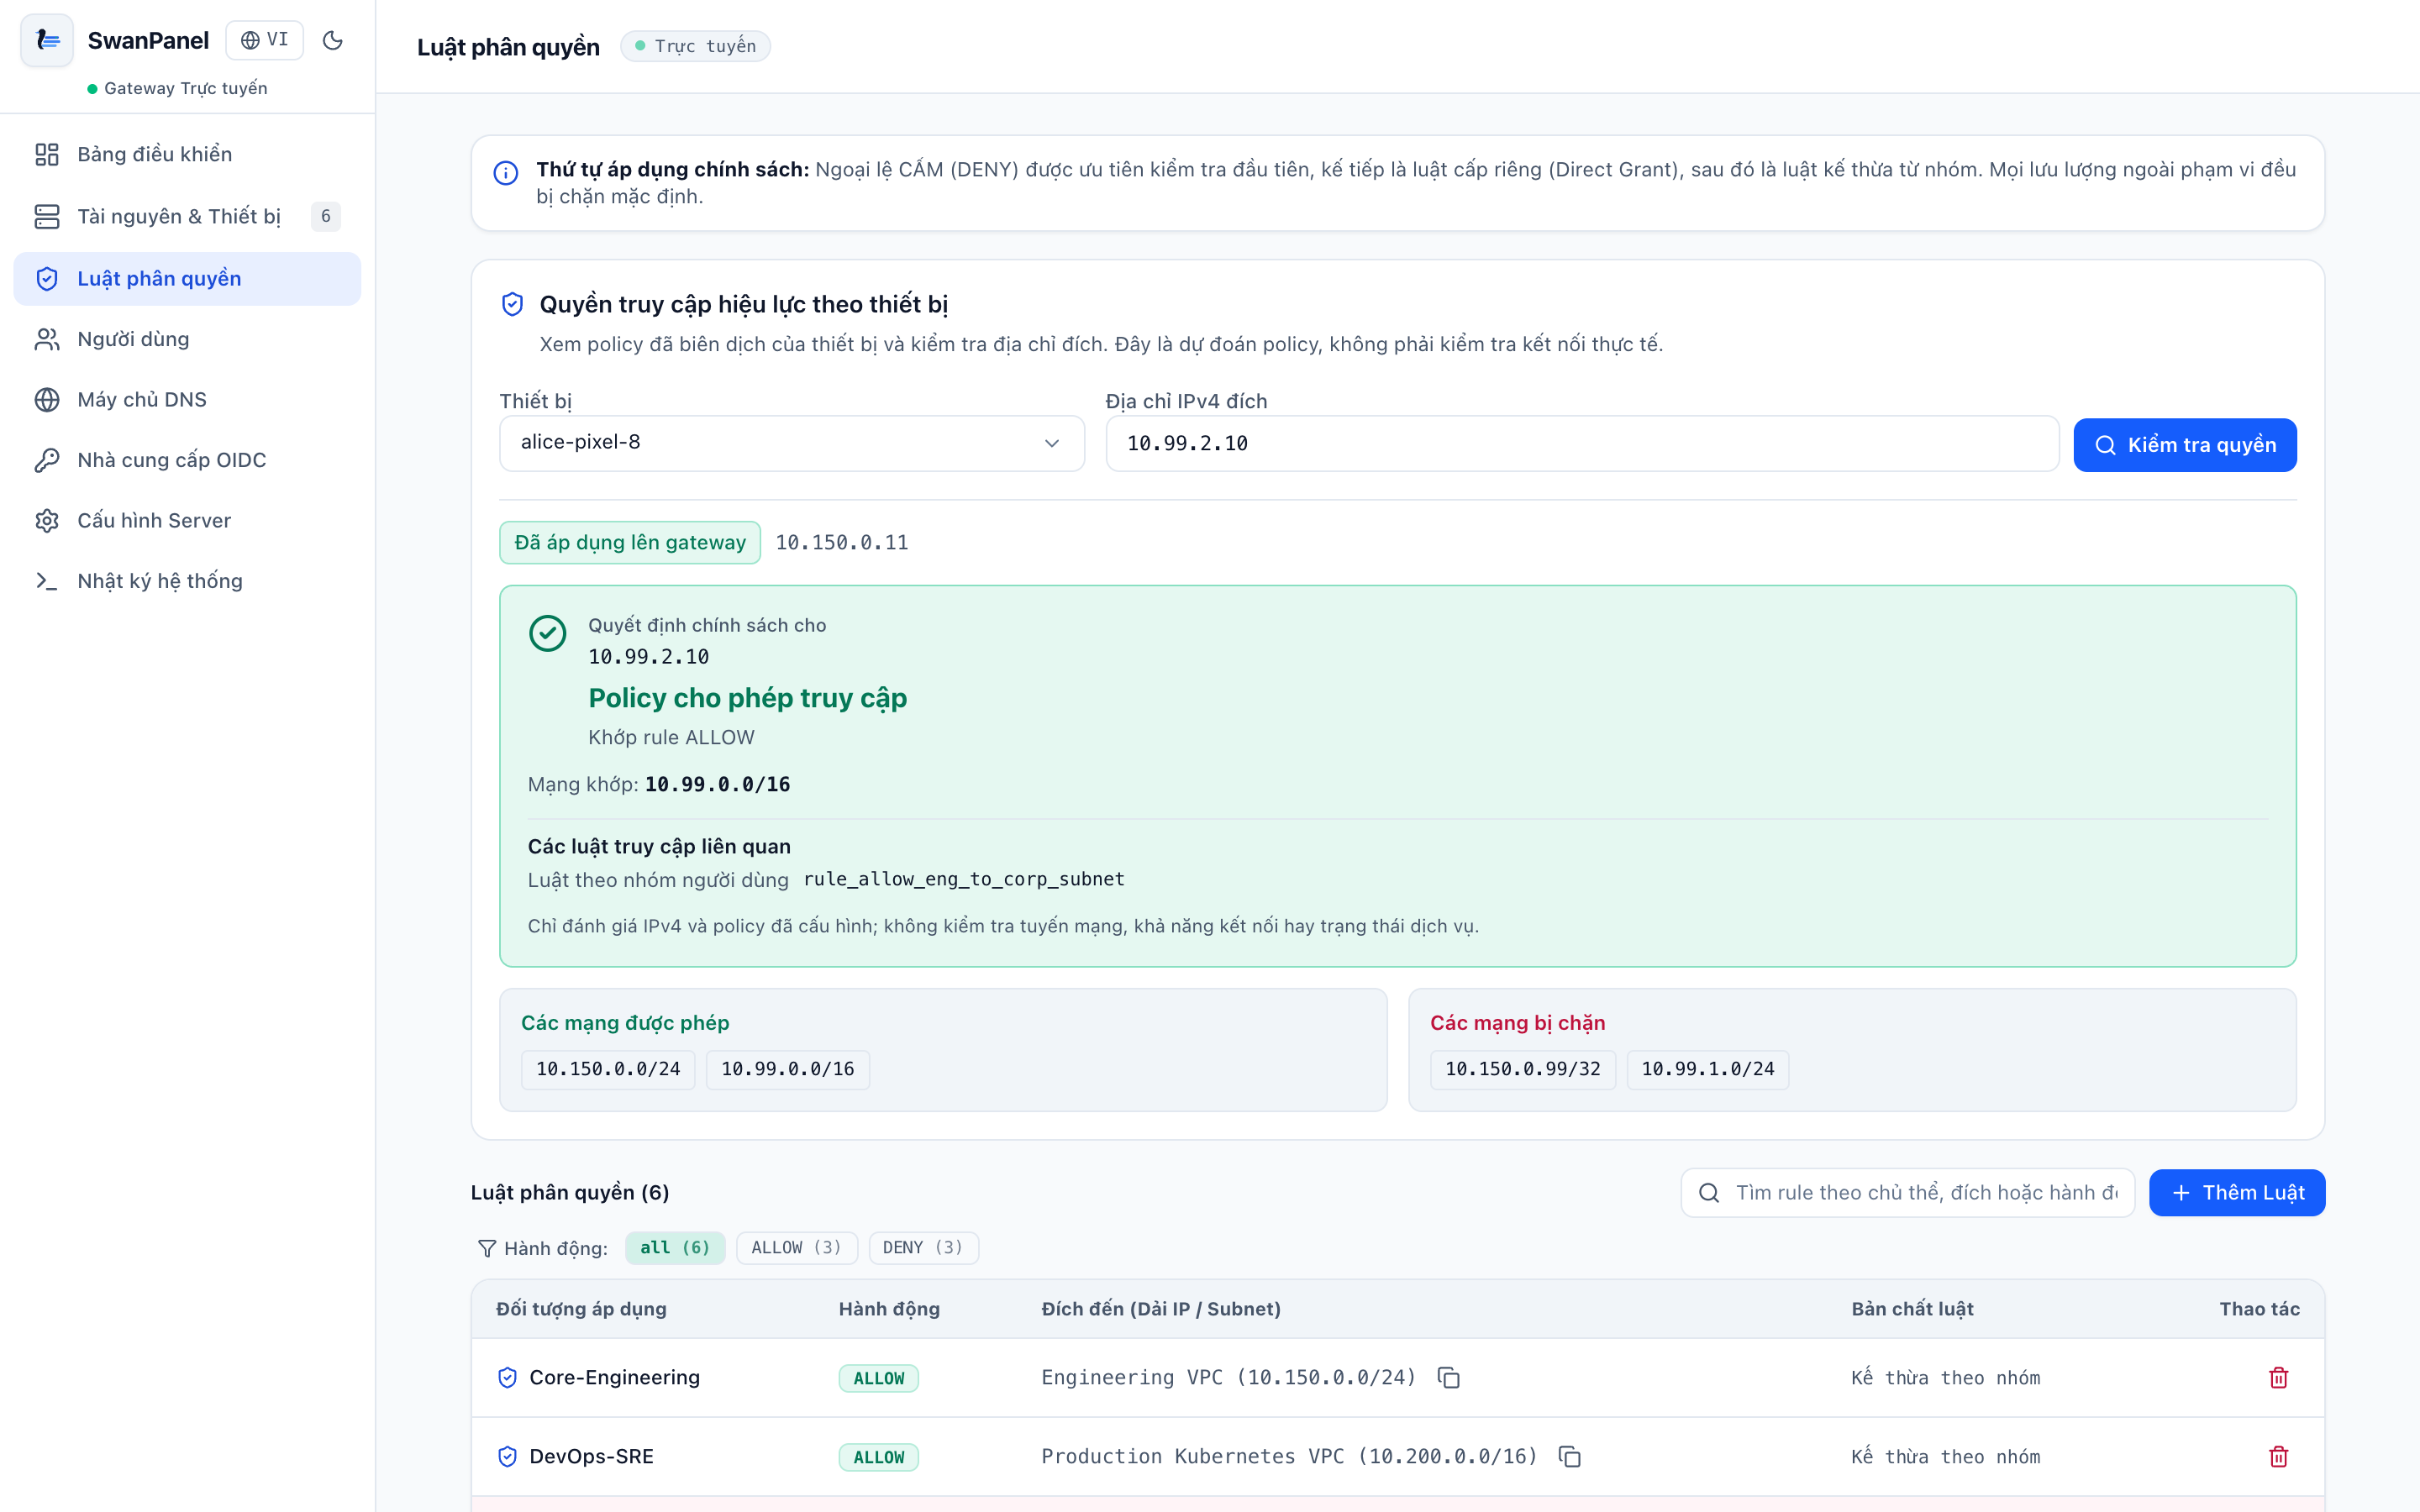 SwanPanel
VI
Gateway Trực tuyến
Bảng điều khiển
Tài nguyên & Thiết bị
6
Luật phân quyền
Người dùng
Máy chủ DNS
Nhà cung cấp OIDC
Cấu hình Server
Nhật ký hệ thống
Luật phân quyền
Trực tuyến
Thứ tự áp dụng chính sách: Ngoại lệ CẤM (DENY) được ưu tiên kiểm tra đầu tiên, kế tiếp là luật cấp riêng (Direct Grant), sau đó là luật kế thừa từ nhóm. Mọi lưu lượng ngoài phạm vi đều
bị chặn mặc định.
Quyền truy cập hiệu lực theo thiết bị
Xem policy đã biên dịch của thiết bị và kiểm tra địa chỉ đích. Đây là dự đoán policy, không phải kiểm tra kết nối thực tế.
Thiết bị
Địa chỉ IPv4 đích
alice-pixel-8
10.99.2.10
Kiểm tra quyền
Đã áp dụng lên gateway
10.150.0.11
Quyết định chính sách cho
10.99.2.10
Policy cho phép truy cập
Khớp rule ALLOW
Mạng khớp: 10.99.0.0/16
Các luật truy cập liên quan
Luật theo nhóm người dùng rule_allow_eng_to_corp_subnet
Chỉ đánh giá IPv4 và policy đã cấu hình; không kiểm tra tuyến mạng, khả năng kết nối hay trạng thái dịch vụ.
Các mạng được phép
10.150.0.0/24
10.99.0.0/16
Các mạng bị chặn
10.150.0.99/32
10.99.1.0/24
Luật phân quyền (6)
Tìm rule theo chủ thể, đích hoặc hành
Thêm Luật
Hành động:
all (6)
ALLOW (3)
DENY (3)
Đối tượng áp dụng
Hành động
Đích đến (Dải IP / Subnet)
Bản chất luật
Thao tác
Core-Engineering
ALLOW
Engineering VPC (10.150.0.0/24)
Kế thừa theo nhóm
DevOps-SRE
ALLOW
Production Kubernetes VPC (10.200.0.0/16)
Kế thừa theo nhóm